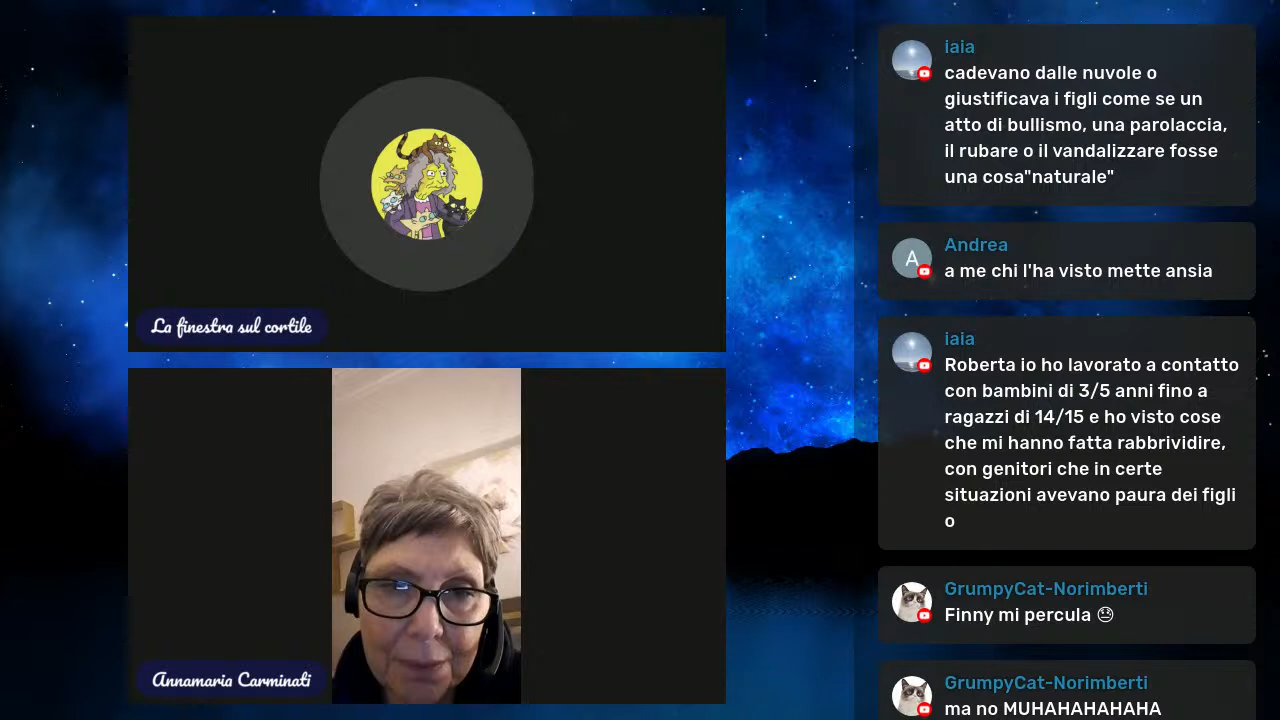 La finestra sul cortile
Annamaria Carminati
iaia
cadevano dalle nuvole o
giustificava i figli come se un
atto di bullismo, una parolaccia,
il rubare o il vandalizzare fosse
una cosa"naturale"
A
Andrea
a me chi l'ha visto mette ansia
iaia
Roberta io ho lavorato a contatto
con bambini di 3/5 anni fino a
ragazzi di 14/15 e ho visto cose
che mi hanno fatta rabbrividire,
con genitori che in certe
situazioni avevano paura dei figli
o
GrumpyCat-Norimberti
Finny mi percula 😓
GrumpyCat-Norimberti
ma no MUHAHAHAHAHA